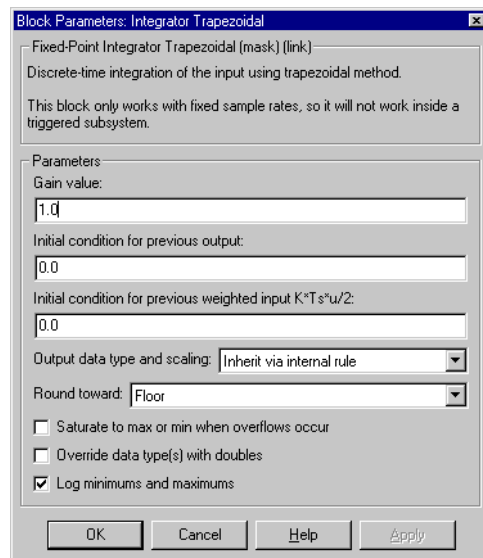 Block Parameters: Integrator Trapezoidal
Fixed-Point Integrator Trapezoidal (mask) (link)
Discrete-time integration of the input using trapezoidal method.
This block only works with fixed sample rates, so it will not work inside a
triggered subsystem.
Parameters
Gain value:
1.0
Initial condition for previous output:
0.0
Initial condition for previous weighted input K*Ts*u/2:
0.0
Output data type and scaling: Inherit via internal rule
Round toward: Floor
Saturate to max or min when overflows occur
Override data type(s) with doubles
Log minimums and maximums
OK Cancel Help Apply